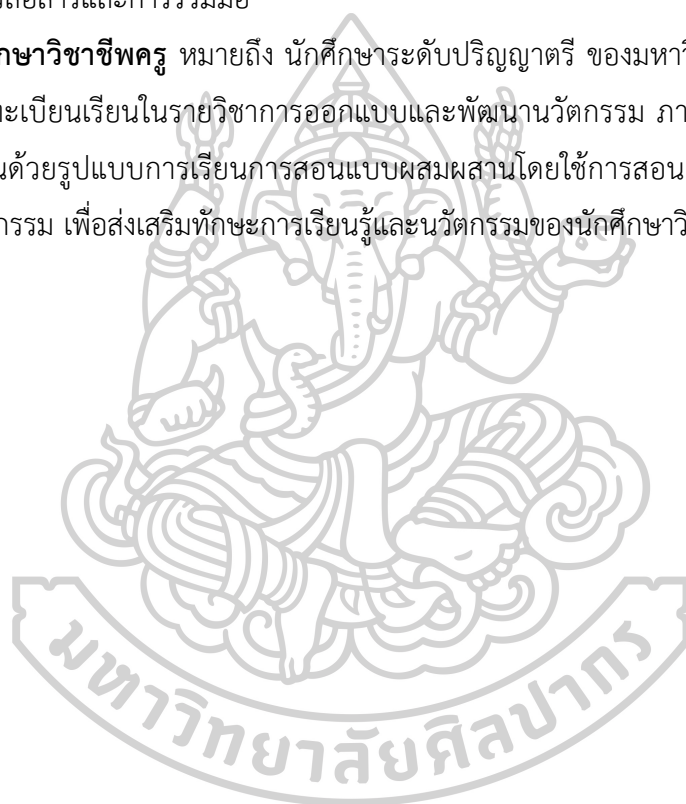 กษาวิชาชีพครู หมายถึง นักศึกษาระดับปริญญาตรี ของมหาวิ
ทะเบียนเรียนในรายวิชาการออกแบบและพัฒนานวัตกรรม ภา
นด้วยรูปแบบการเรียนการสอนแบบผสมผสานโดยใช้การสอน
กรรม เพื่อส่งเสริมทักษะการเรียนรู้และนวัตกรรมของนักศึกษาวิ
มหาวิทยาลัยศิลปากร